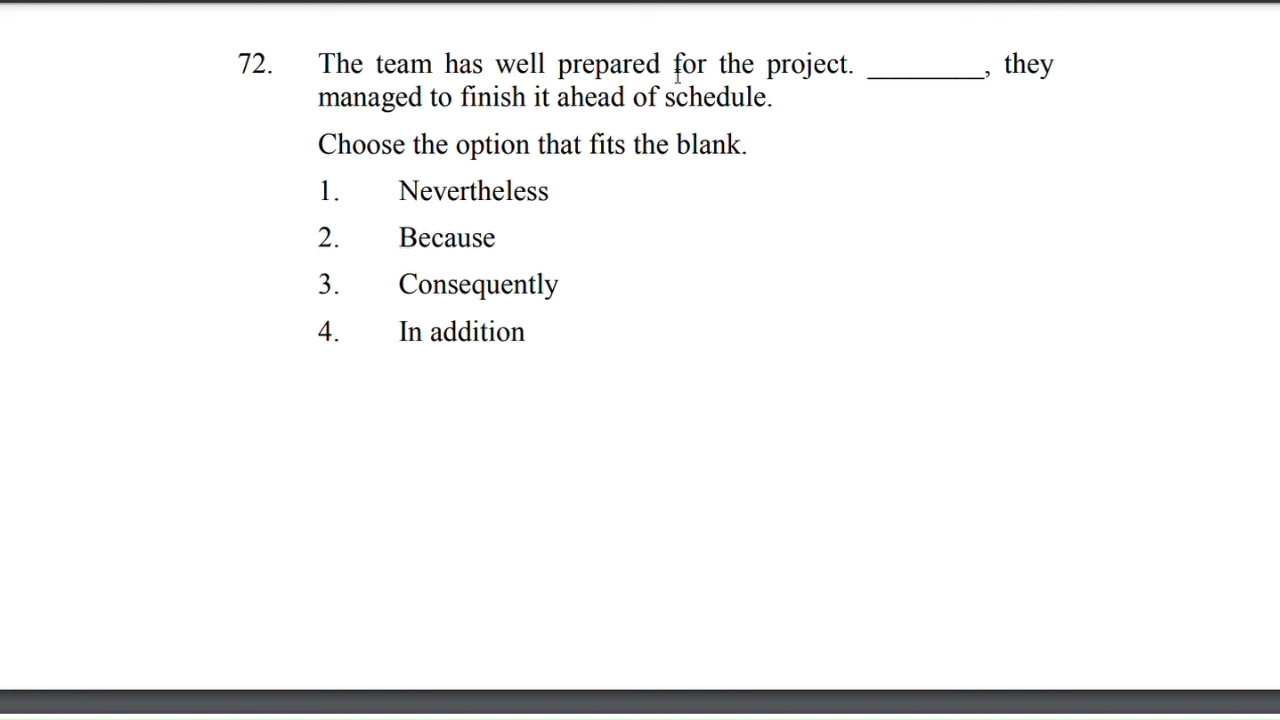 72. The team has well prepared for the project. ________, they
managed to finish it ahead of schedule.
Choose the option that fits the blank.
1. Nevertheless
2. Because
3. Consequently
4. In addition